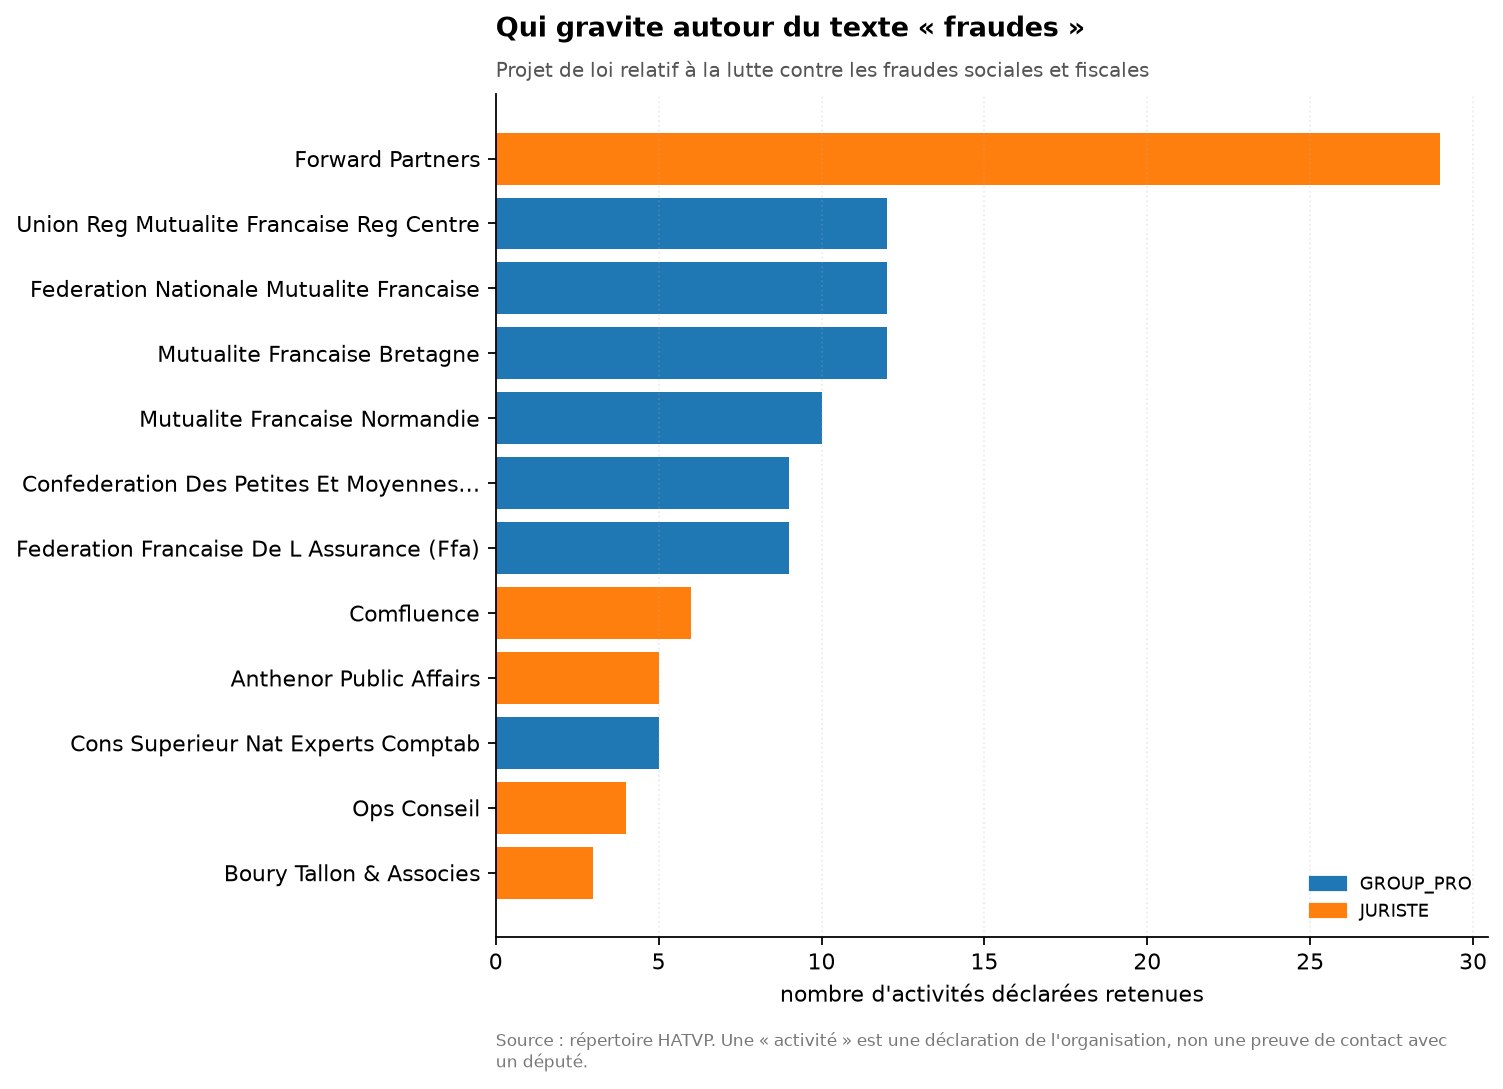 Qui gravite autour du texte « fraudes »
Projet de loi relatif à la lutte contre les fraudes sociales et fiscales
Forward Partners
Union Reg Mutualite Francaise Reg Centre
Federation Nationale Mutualite Francaise
Mutualite Francaise Bretagne
Mutualite Francaise Normandie
Confederation Des Petites Et Moyennes…
Federation Francaise De L Assurance (Ffa)
Comfluence
Anthenor Public Affairs
Cons Superieur Nat Experts Comptab
Ops Conseil
Boury Tallon & Associes
GROUP_PRO
JURISTE
0 5 10 15 20 25 30
nombre d'activités déclarées retenues
Source : répertoire HATVP. Une « activité » est une déclaration de l'organisation, non une preuve de contact avec
un député.